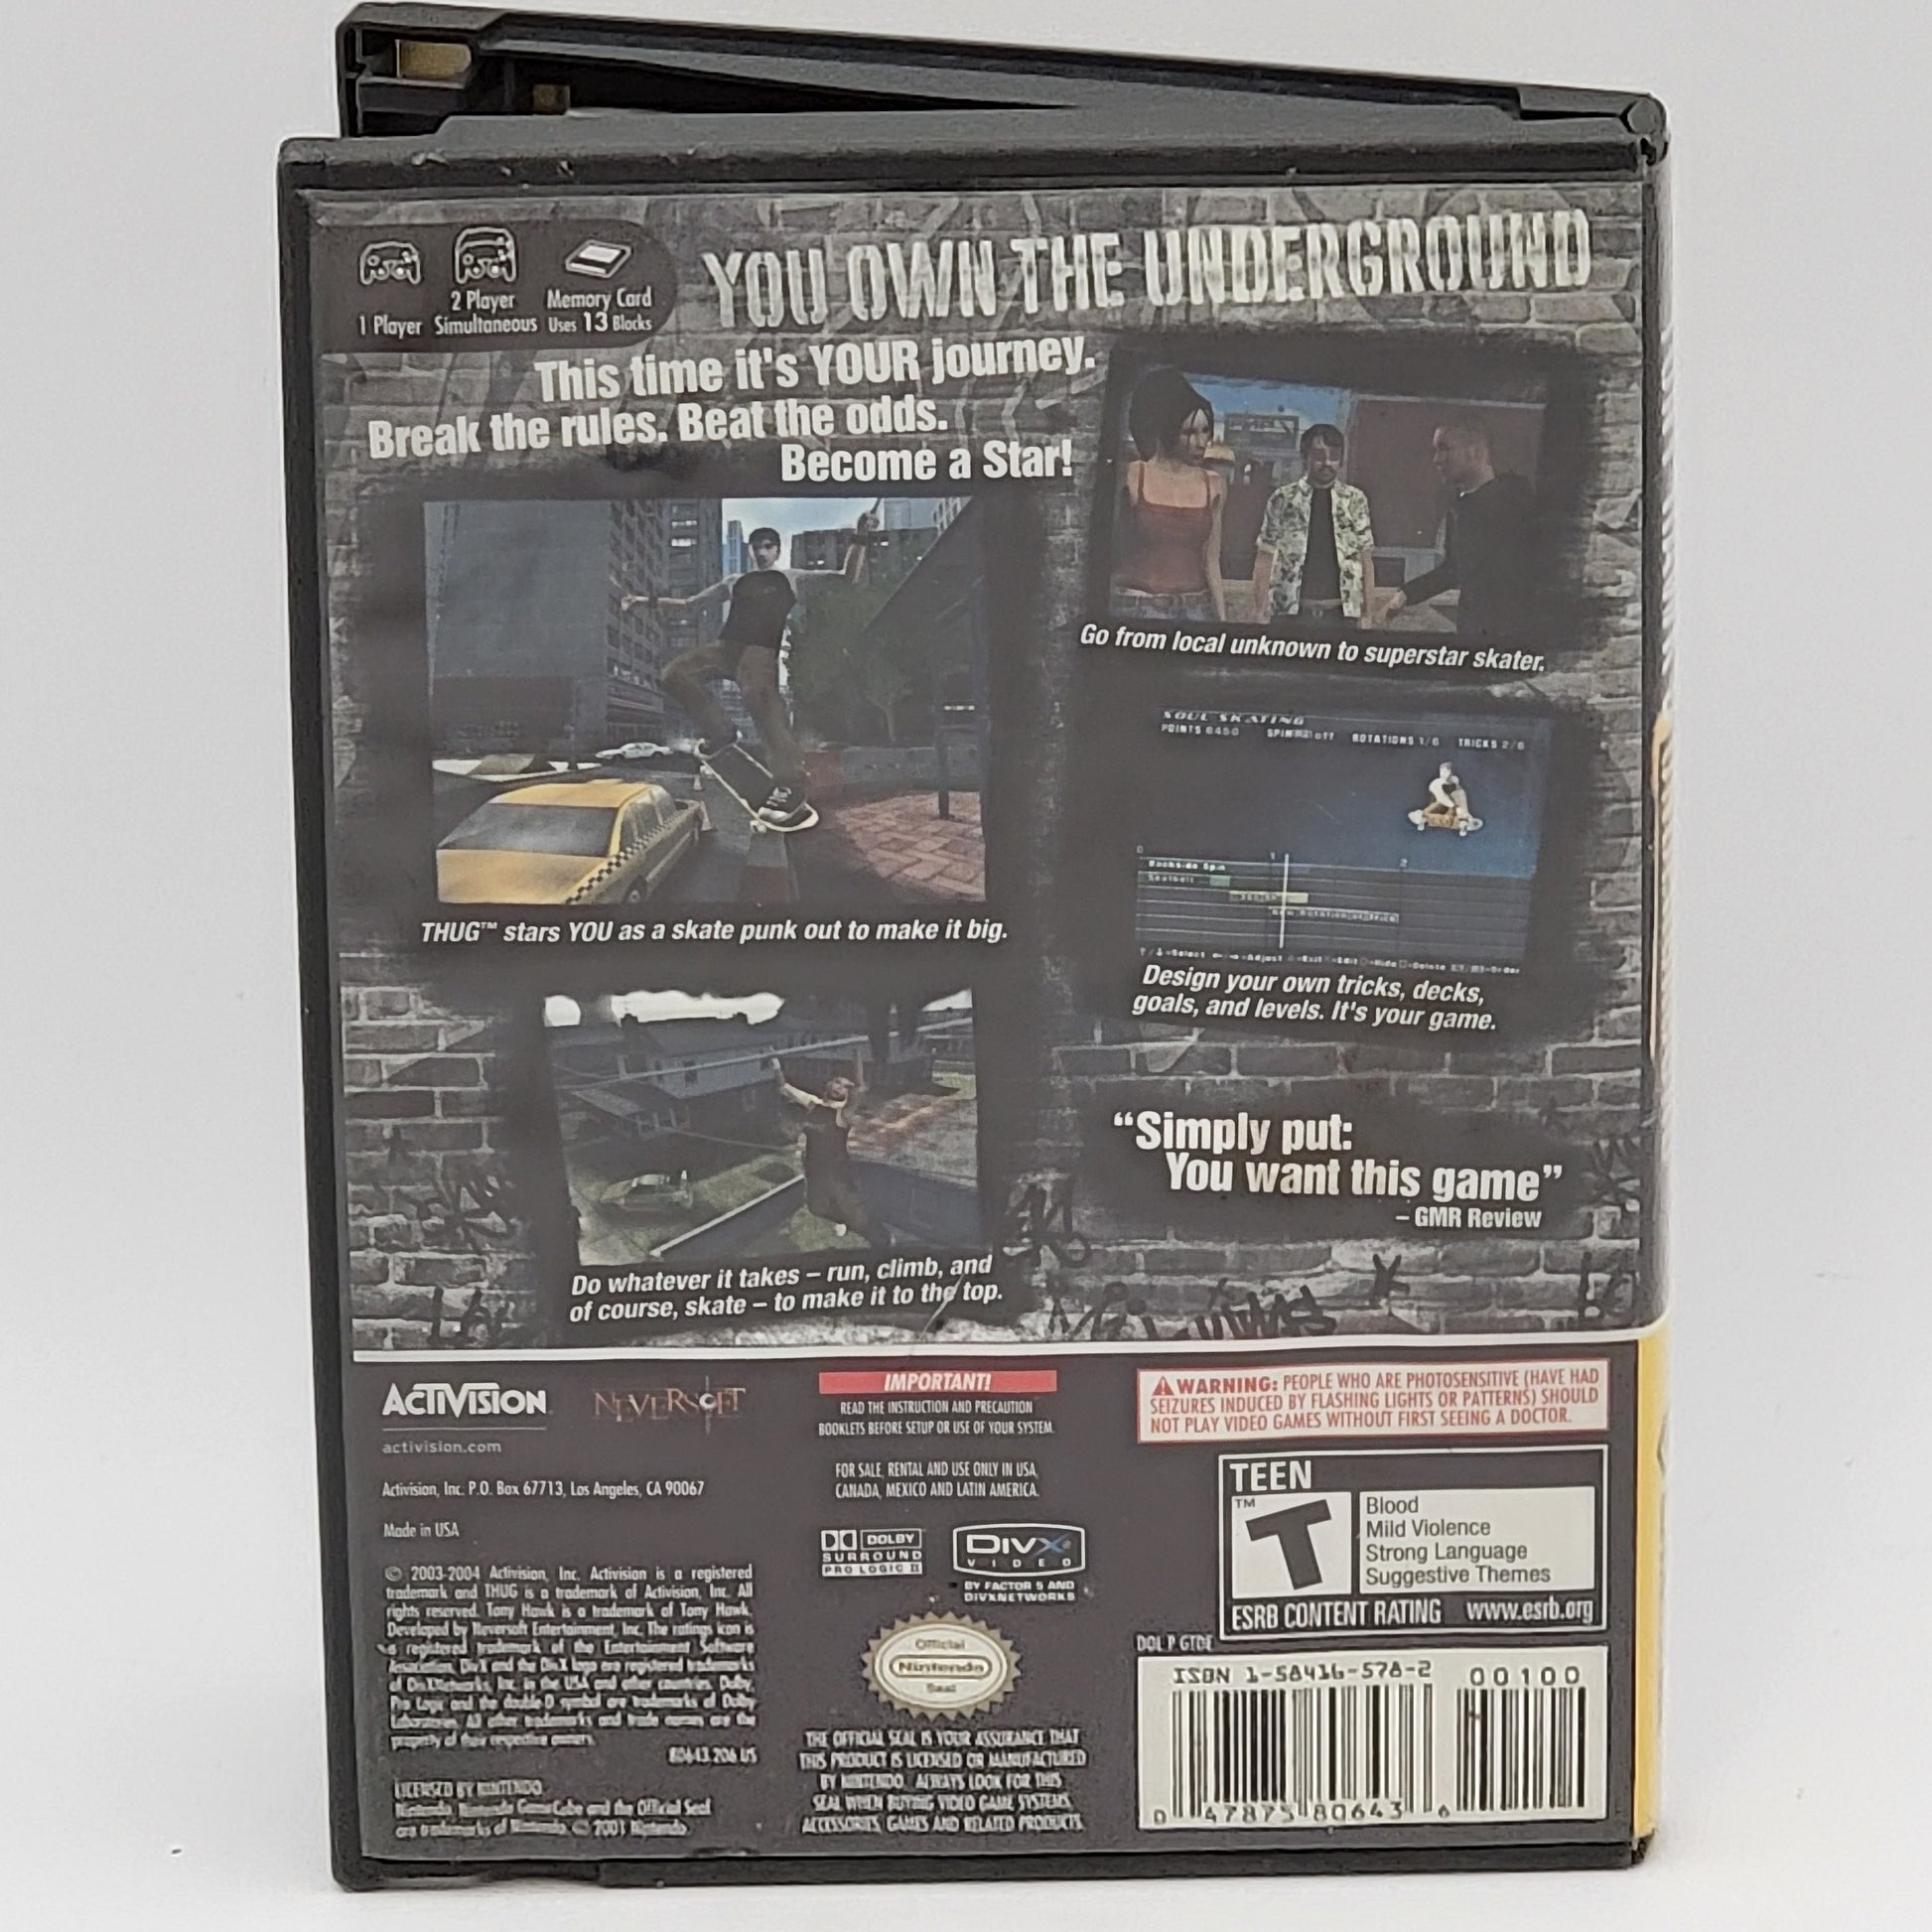 1 Player
2 Player
Simultaneous
Memory Card
Uses 13 Blocks
YOU OWN THE UNDERGROUND
This time it's YOUR journey.
Break the rules. Beat the odds.
Become a Star!
Go from local unknown to superstar skater.
SOUL SKATING
POINTS 6450
ROTATIONS 1/6
TRICKS 2/6
0 1 2
Backside Spin
THUG™ stars YOU as a skate punk out to make it big.
Design your own tricks, decks,
goals, and levels. It's your game.
"Simply put:
You want this game"
– GMR Review
Do whatever it takes – run, climb, and
of course, skate – to make it to the top.
ACTIVISION
NEVERSOFT
activision.com
Activision, Inc. P.O. Box 67713, Los Angeles, CA 90067
Made in USA
© 2003-2004 Activision, Inc. Activision is a registered
trademark and THUG is a trademark of Activision, Inc. All
rights reserved. Tony Hawk is a trademark of Tony Hawk.
Developed by Neversoft Entertainment, Inc. The ratings icon is
a registered trademark of the Entertainment Software
Association. DivX and the DivX logo are registered trademarks
of DivXNetworks, Inc. in the USA and other countries. Dolby,
Pro Logic and the double-D symbol are trademarks of Dolby
Laboratories. All other trademarks and trade names are the
property of their respective owners.
80643.206.US
LICENSED BY NINTENDO
Nintendo, Nintendo GameCube and the Official Seal
are trademarks of Nintendo. © 2001 Nintendo.
IMPORTANT!
READ THE INSTRUCTION AND PRECAUTION
BOOKLETS BEFORE SETUP OR USE OF YOUR SYSTEM.
FOR SALE, RENTAL AND USE ONLY IN USA,
CANADA, MEXICO AND LATIN AMERICA.
DOLBY
SURROUND
PRO LOGIC II
DivX
VIDEO
BY FACTOR 5 AND
DIVXNETWORKS
Official
Nintendo
Seal
THE OFFICIAL SEAL IS YOUR ASSURANCE THAT
THIS PRODUCT IS LICENSED OR MANUFACTURED
BY NINTENDO. ALWAYS LOOK FOR THIS
SEAL WHEN BUYING VIDEO GAME SYSTEMS,
ACCESSORIES, GAMES AND RELATED PRODUCTS.
WARNING: PEOPLE WHO ARE PHOTOSENSITIVE (HAVE HAD
SEIZURES INDUCED BY FLASHING LIGHTS OR PATTERNS) SHOULD
NOT PLAY VIDEO GAMES WITHOUT FIRST SEEING A DOCTOR.
TEEN
T™
Blood
Mild Violence
Strong Language
Suggestive Themes
ESRB CONTENT RATING www.esrb.org
DOL P GTDE
ISBN 1-58416-578-2
00100
0 47875 80643 6